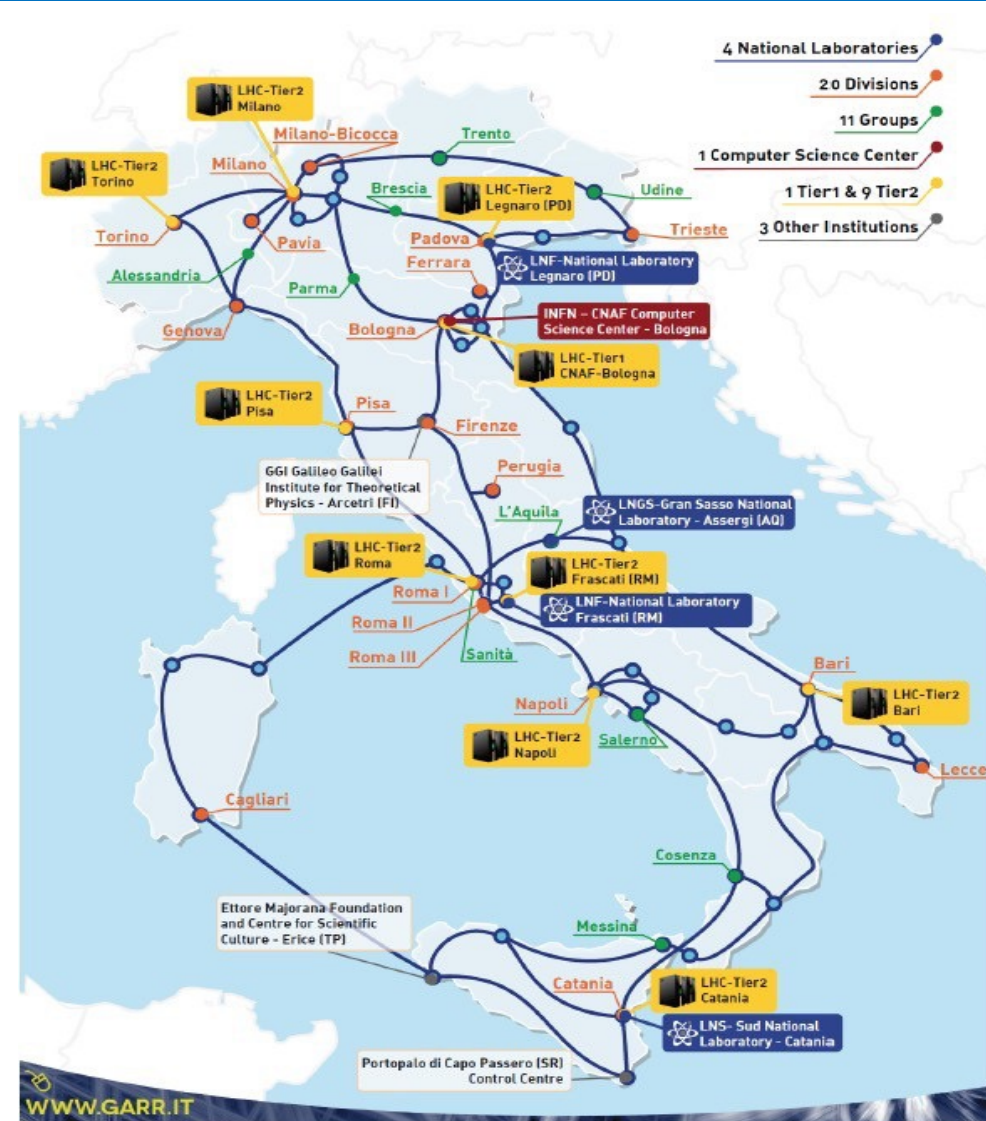 4 National Laboratories
20 Divisions
11 Groups
1 Computer Science Center
1 Tier1 & 9 Tier2
3 Other Institutions
LHC-Tier2
Milano
Milano-Bicocca
Trento
LHC-Tier2
Torino
Milano
Brescia
LHC-Tier2
Legnaro (PD)
Udine
Torino
Pavia
Padova
Trieste
Alessandria
Ferrara
LNF-National Laboratory
Legnaro (PD)
Parma
Genova
Bologna
INFN - CNAF Computer
Science Center - Bologna
LHC-Tier1
CNAF-Bologna
LHC-Tier2
Pisa
Pisa
Firenze
GGI Galileo Galilei
Institute for Theoretical
Physics - Arcetri (FI)
Perugia
L'Aquila
LNGS-Gran Sasso National
Laboratory - Assergi (AQ)
LHC-Tier2
Roma
LHC-Tier2
Frascati (RM)
Roma I
LNF-National Laboratory
Frascati (RM)
Roma II
Roma III
Sanità
Bari
LHC-Tier2
Bari
Napoli
LHC-Tier2
Napoli
Salerno
Lecce
Cagliari
Cosenza
Ettore Majorana Foundation
and Centre for Scientific
Culture - Erice (TP)
Messina
Catania
LHC-Tier2
Catania
LNS- Sud National
Laboratory - Catania
Portopalo di Capo Passero (SR)
Control Centre
WWW.GARR.IT